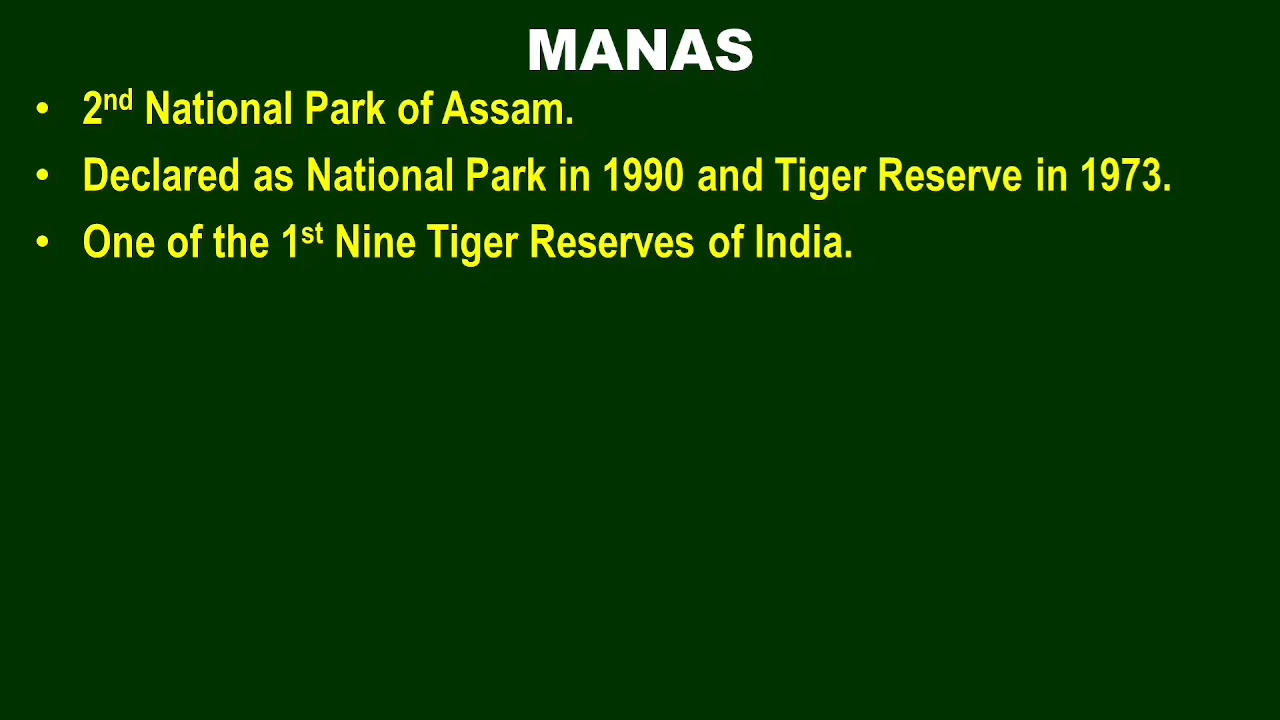 MANAS
• 2nd National Park of Assam.
• Declared as National Park in 1990 and Tiger Reserve in 1973.
• One of the 1st Nine Tiger Reserves of India.